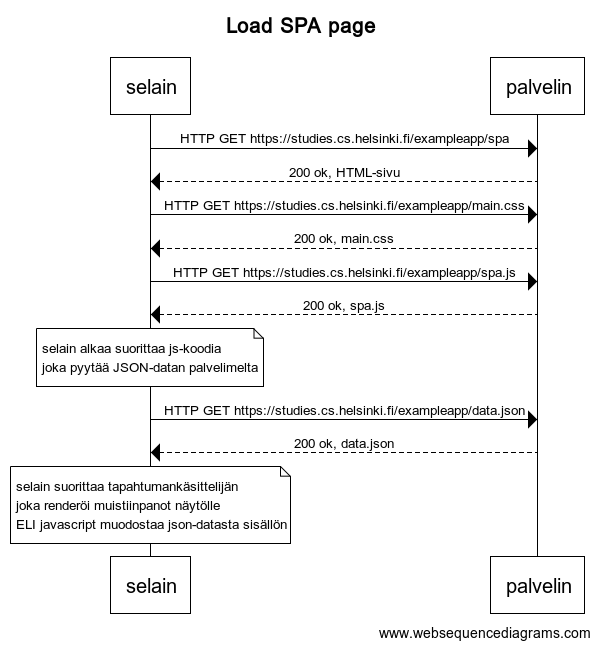 Load SPA page
selain palvelin
HTTP GET https://studies.cs.helsinki.fi/exampleapp/spa
200 ok, HTML-sivu
HTTP GET https://studies.cs.helsinki.fi/exampleapp/main.css
200 ok, main.css
HTTP GET https://studies.cs.helsinki.fi/exampleapp/spa.js
200 ok, spa.js
selain alkaa suorittaa js-koodia
joka pyytää JSON-datan palvelimelta
HTTP GET https://studies.cs.helsinki.fi/exampleapp/data.json
200 ok, data.json
selain suorittaa tapahtumankäsittelijän
joka renderöi muistiinpanot näytölle
ELI javascript muodostaa json-datasta sisällön
selain palvelin
www.websequencediagrams.com